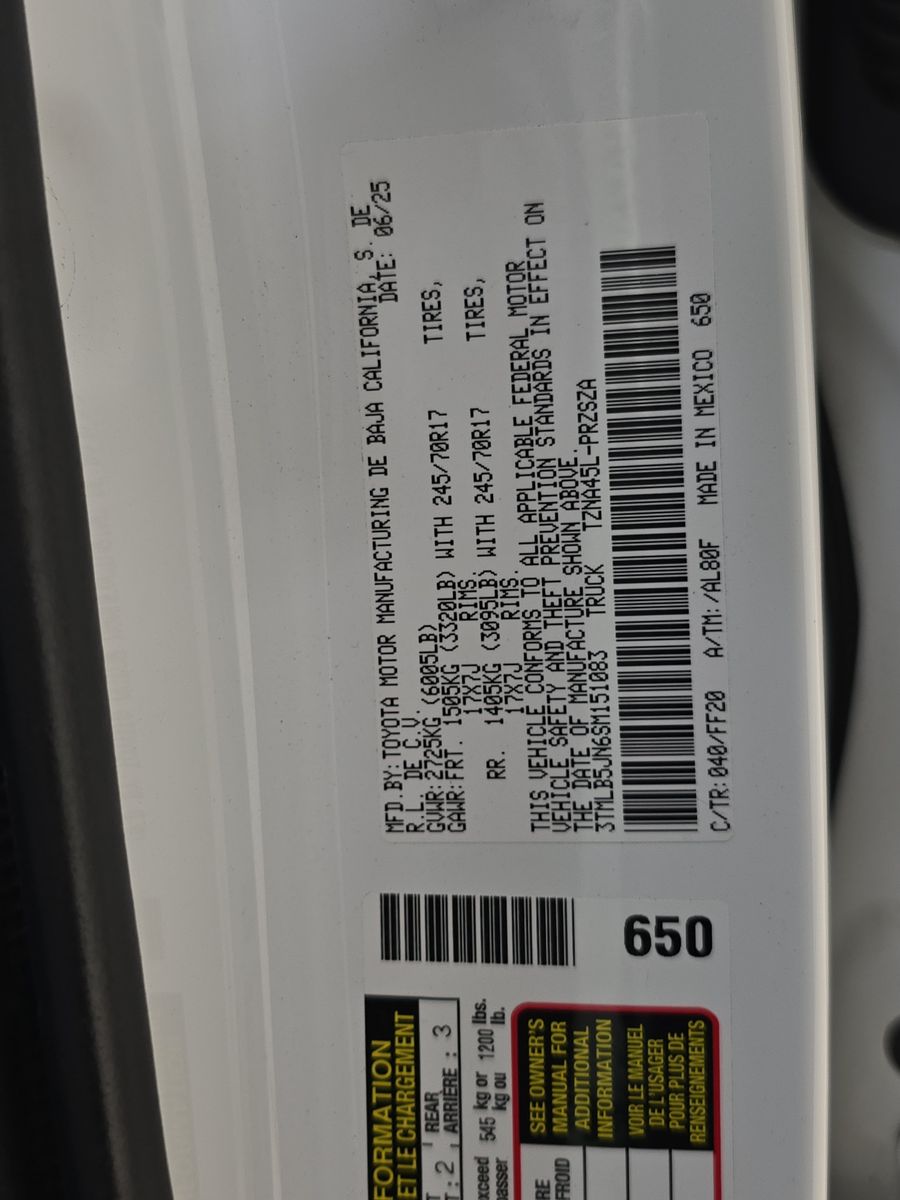 MFD.BY:TOYOTA MOTOR MANUFACTURING DE BAJA CALIFORNIA, S. DE
R.L. DE C.V. DATE: 06/25
GVWR:2725KG (6005LB)
GAWR:FRT. 1505KG (3320LB) WITH 245/70R17 TIRES,
17X7J RIMS.
RR. 1405KG (3095LB) WITH 245/70R17 TIRES,
17X7J RIMS.
THIS VEHICLE CONFORMS TO ALL APPLICABLE FEDERAL MOTOR
VEHICLE SAFETY AND THEFT PREVENTION STANDARDS IN EFFECT ON
THE DATE OF MANUFACTURE SHOWN ABOVE.
3TMLB5JN6SM151083 TRUCK TZNA45L-PRZSZA
C/TR:040/FF20 A/TM:/AL80F MADE IN MEXICO 650
650
FORMATION
ET LE CHARGEMENT
T 2 REAR 3
T : ARRIÈRE :
xceed 545 kg or 1200 lbs.
passer kg ou lb.
SEE OWNER'S
MANUAL FOR
ADDITIONAL
INFORMATION
VOIR LE MANUEL
DE L'USAGER
POUR PLUS DE
RENSEIGNEMENTS
RE
FROID